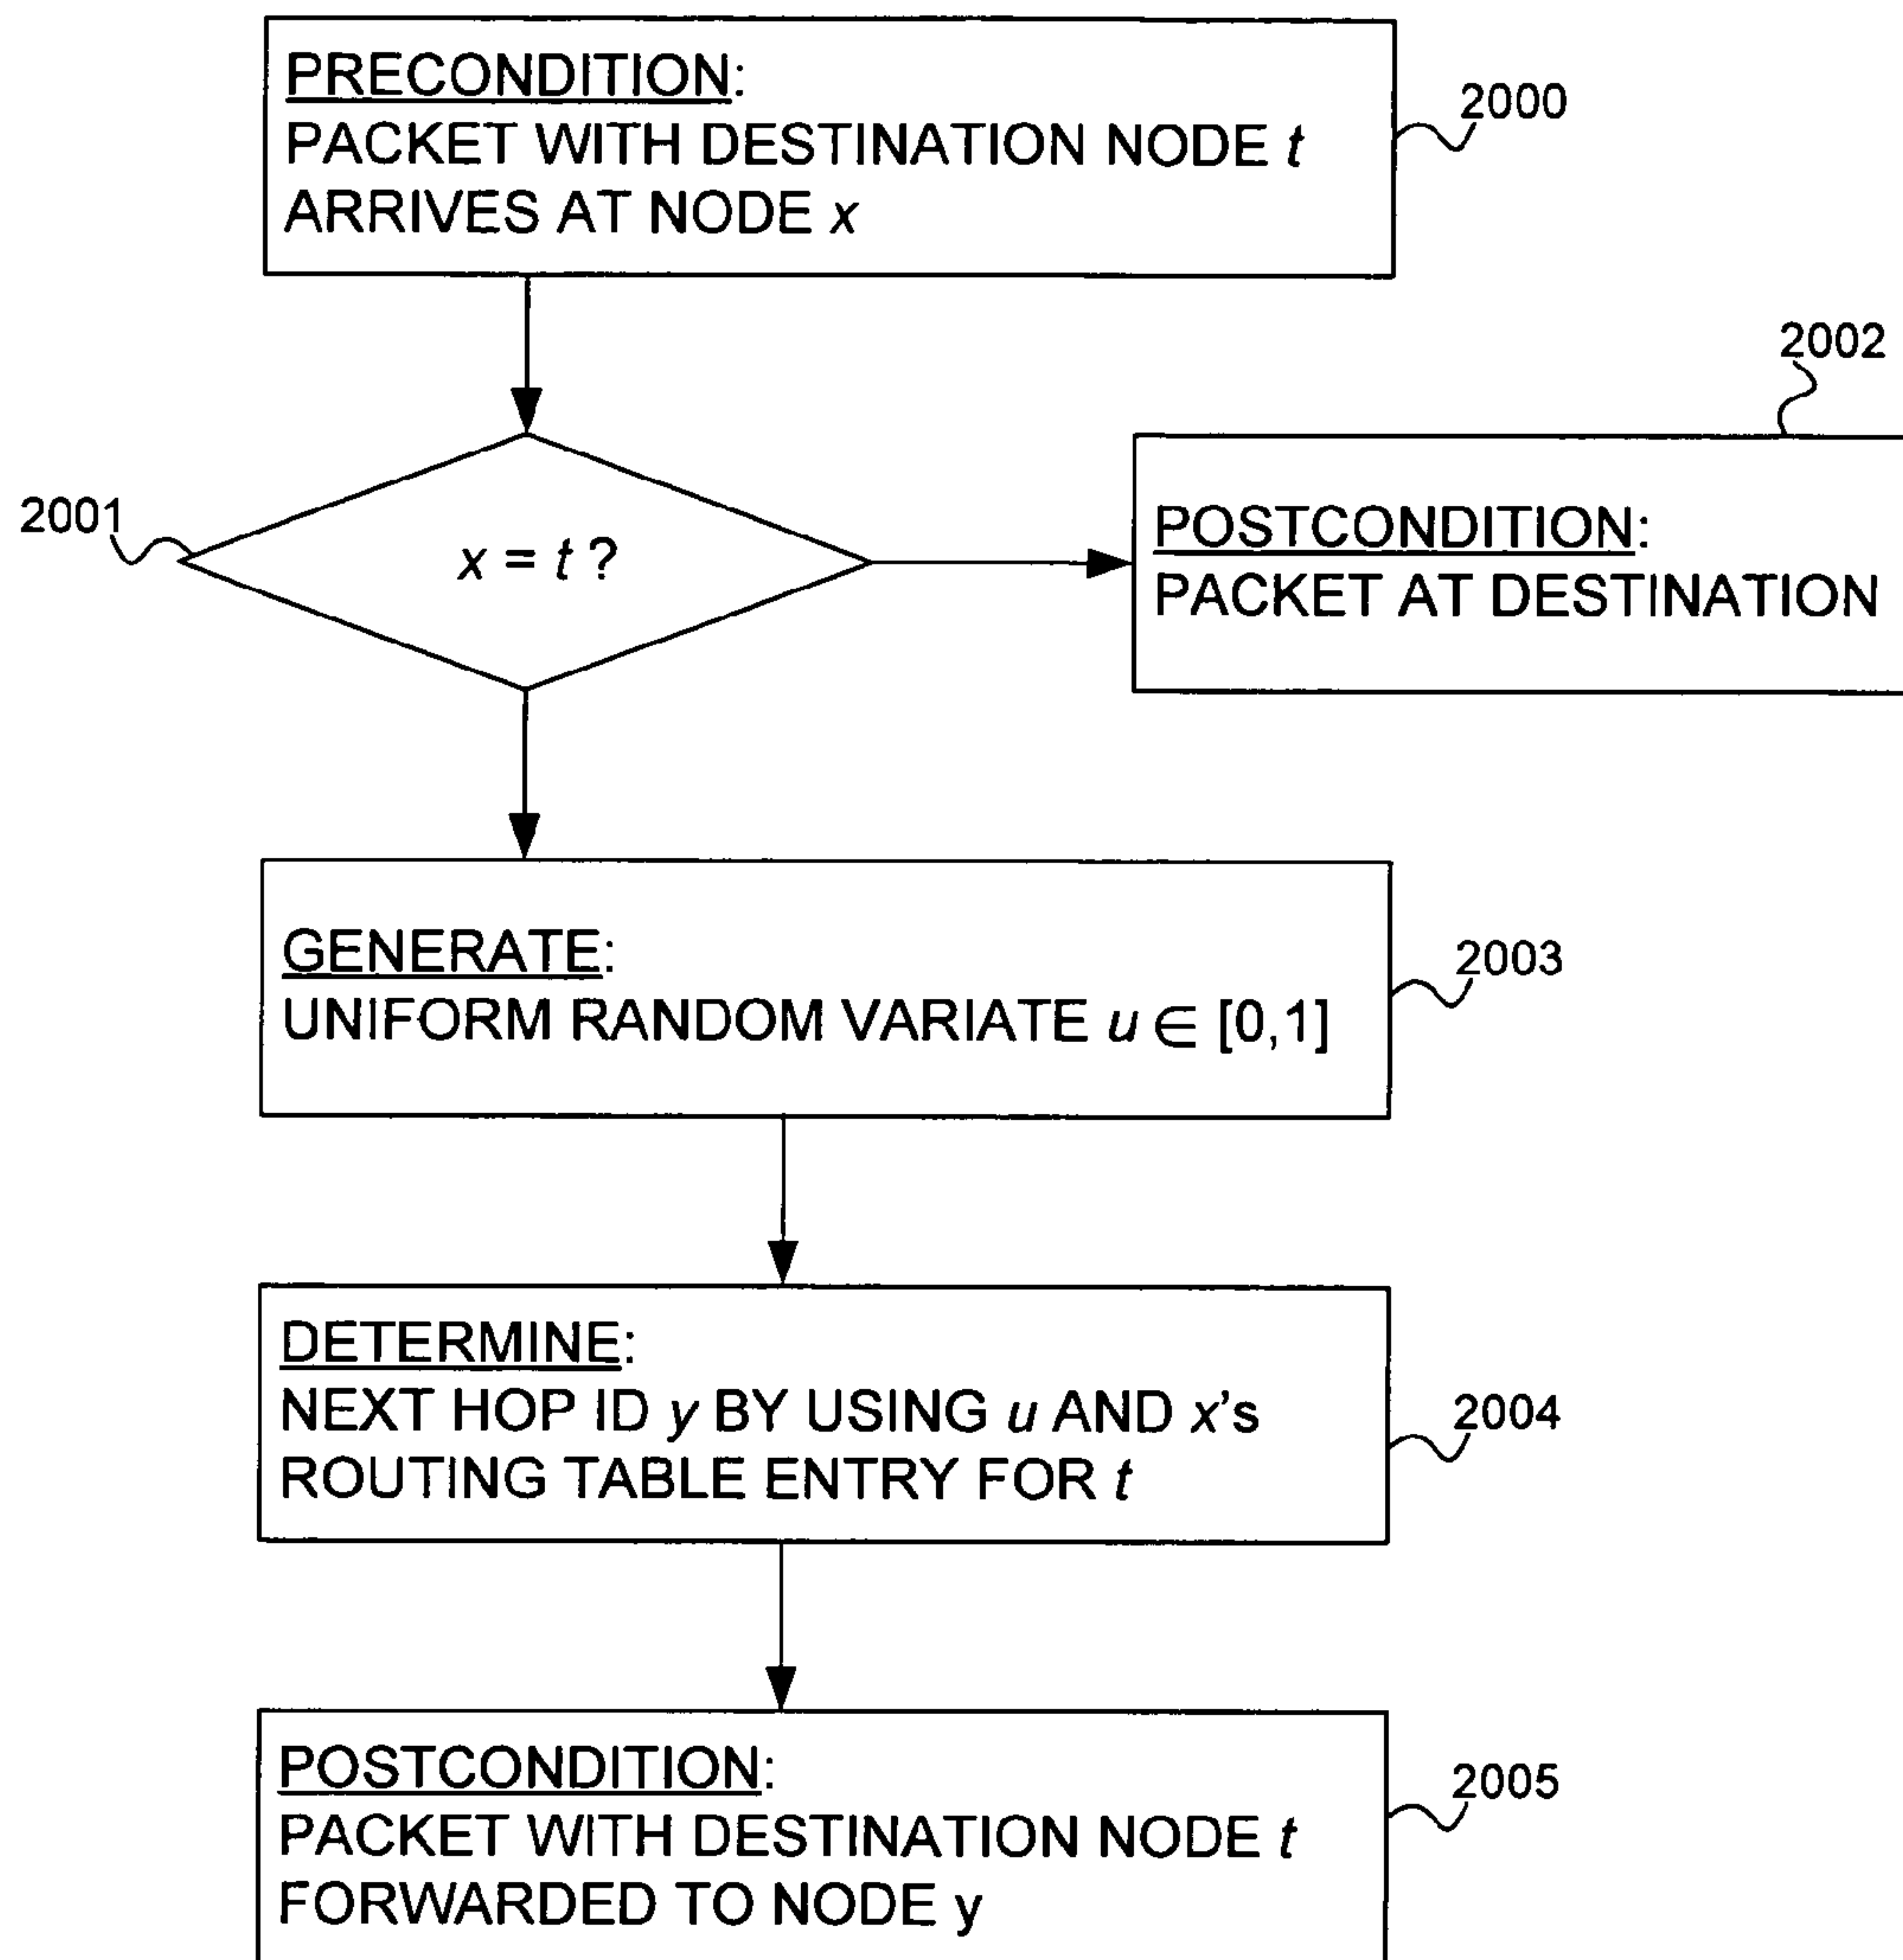 PRECONDITION:
PACKET WITH DESTINATION NODE t
ARRIVES AT NODE x
2000
2002
2001
x = t ?
POSTCONDITION:
PACKET AT DESTINATION
GENERATE:
UNIFORM RANDOM VARIATE u ∈ [0,1]
2003
DETERMINE:
NEXT HOP ID y BY USING u AND x's
ROUTING TABLE ENTRY FOR t
2004
POSTCONDITION:
PACKET WITH DESTINATION NODE t
FORWARDED TO NODE y
2005